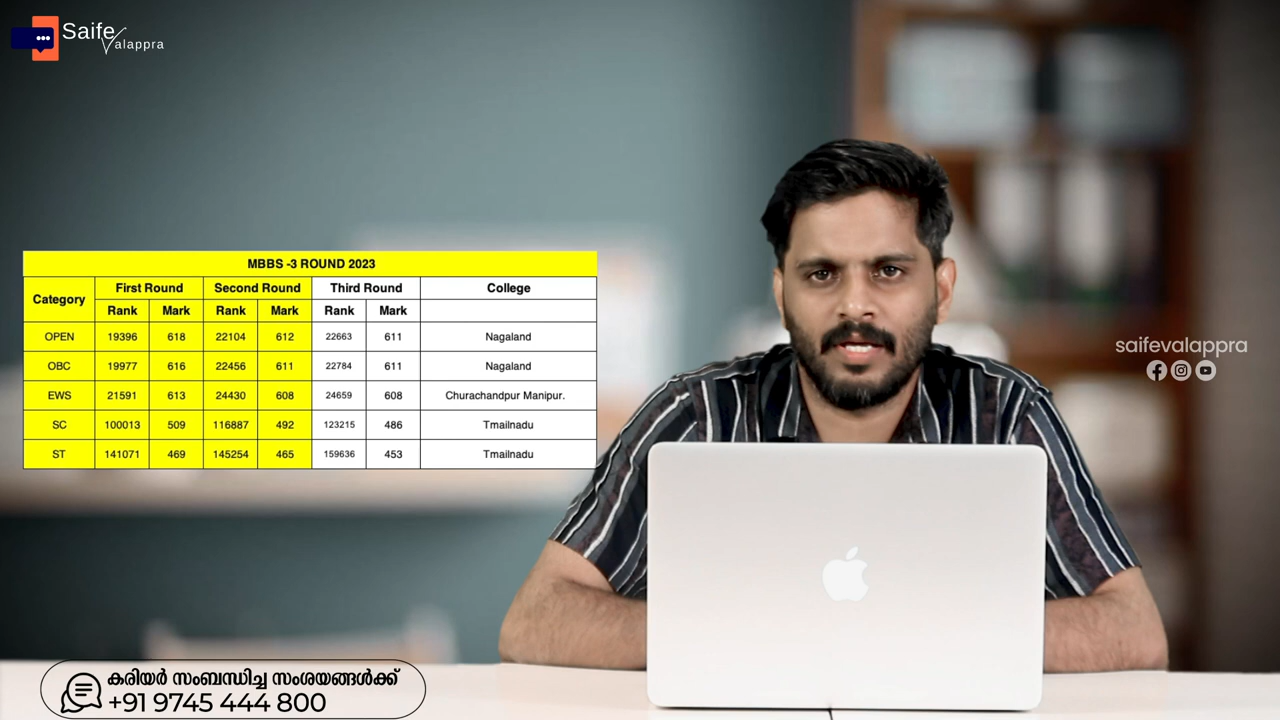 Saife
Valappra
MBBS -3 ROUND 2023
Category First Round Second Round Third Round College
Rank Mark Rank Mark Rank Mark
OPEN 19396 618 22104 612 22663 611 Nagaland
OBC 19977 616 22456 611 22784 611 Nagaland
EWS 21591 613 24430 608 24659 608 Churachandpur Manipur.
SC 100013 509 116887 492 123215 486 Tmailnadu
ST 141071 469 145254 465 159636 453 Tmailnadu
saifevalappra
കരിയർ സംബന്ധിച്ച സംശയങ്ങൾക്ക്
+91 9745 444 800